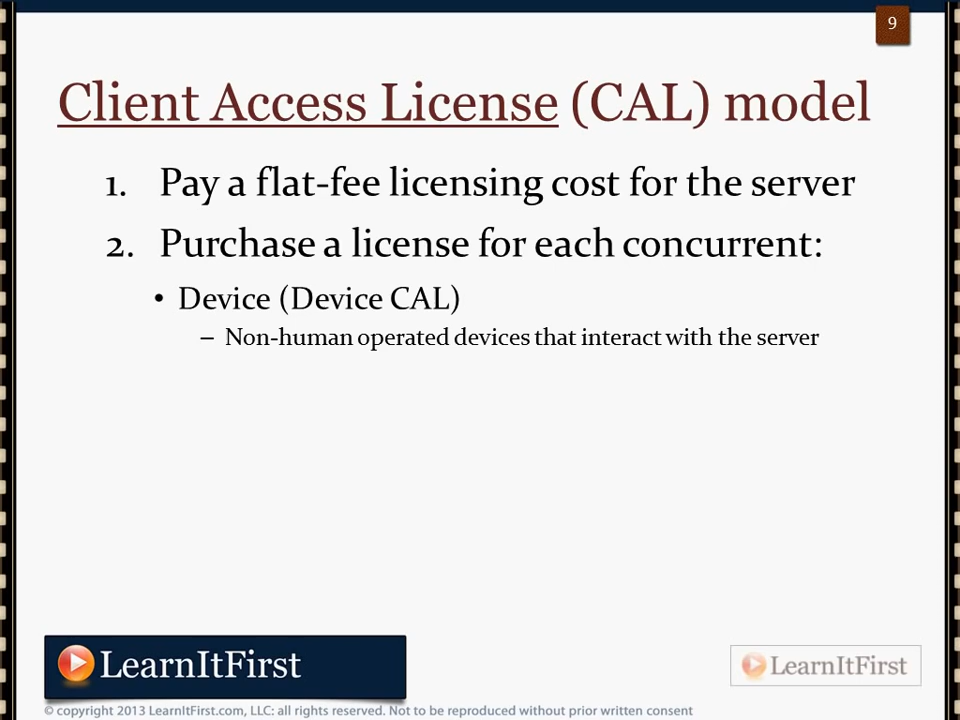 9
Client Access License (CAL) model
1. Pay a flat-fee licensing cost for the server
2. Purchase a license for each concurrent:
• Device (Device CAL)
– Non-human operated devices that interact with the server
LearnItFirst
LearnItFirst
© copyright 2013 LearnItFirst.com, LLC: all rights reserved. Not to be reproduced without prior written consent